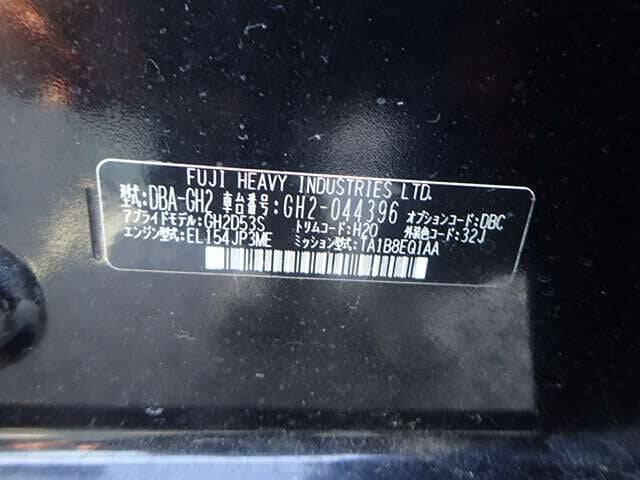 FUJI HEAVY INDUSTRIES LTD.
型式:DBA-GH2 車台番号:GH2-044396 オプションコード:DBC
アプライドモデル:GH2D53S トリムコード:H20 外装色コード:32J
エンジン型式:EL154JP3ME ミッション型式:TA1B8EQ1AA